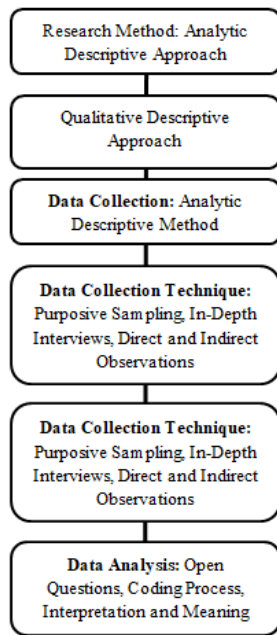 Research Method: Analytic
Descriptive Approach
Qualitative Descriptive
Approach
Data Collection: Analytic
Descriptive Method
Data Collection Technique:
Purposive Sampling, In-Depth
Interviews, Direct and Indirect
Observations
Data Collection Technique:
Purposive Sampling, In-Depth
Interviews, Direct and Indirect
Observations
Data Analysis: Open
Questions, Coding Process,
Interpretation and Meaning